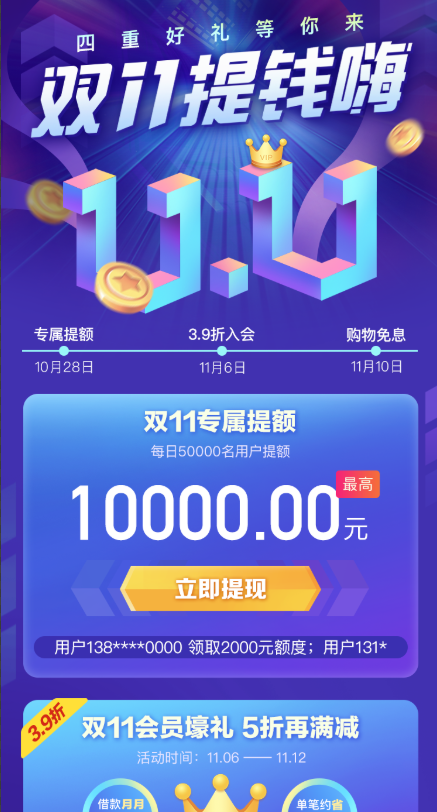 四重好礼等你来
双11提钱嗨
VIP
11.11
专属提额 3.9折入会 购物免息
10月28日 11月6日 11月10日
双11专属提额
每日50000名用户提额
最高
10000.00元
立即提现
用户138****0000 领取2000元额度；用户131*
3.9折
双11会员壕礼 5折再满减
活动时间：11.06 —— 11.12
借款月月 单笔约省